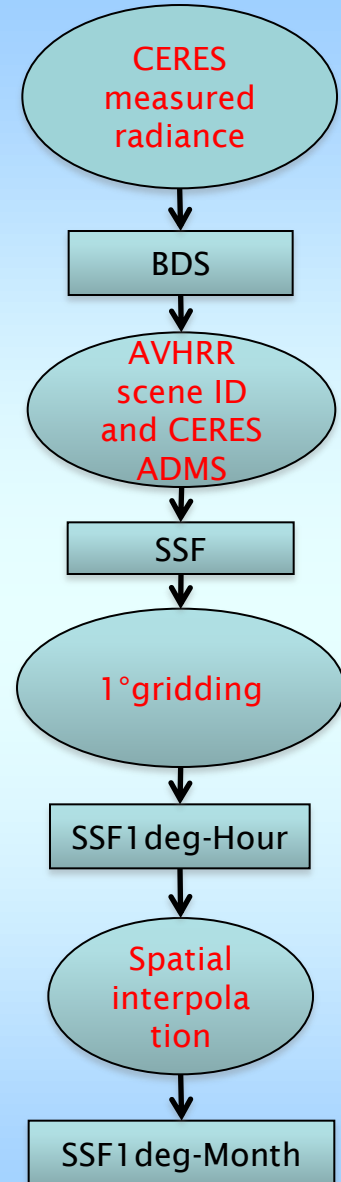 CERES
measured
radiance
BDS
AVHRR
scene ID
and CERES
ADMS
SSF
1°gridding
SSF1deg-Hour
Spatial
interpola
tion
SSF1deg-Month